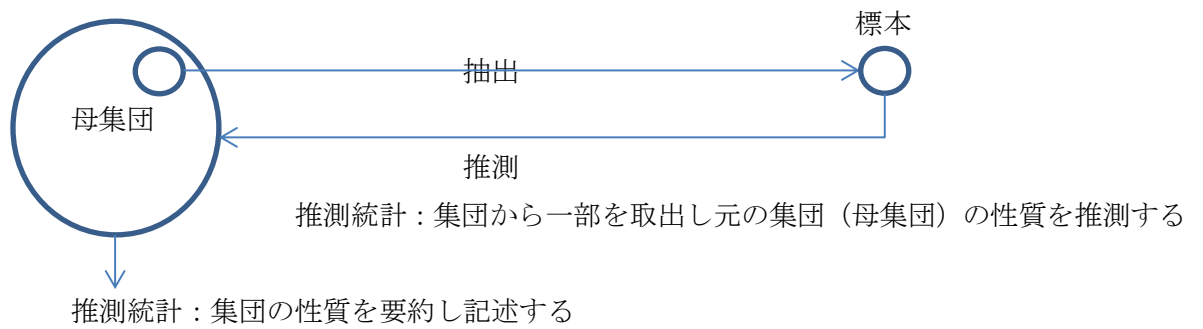 標本
抽出
母集団
推測
推測統計：集団から一部を取出し元の集団（母集団）の性質を推測する
推測統計：集団の性質を要約し記述する